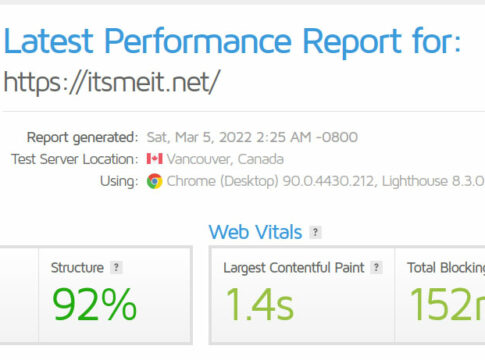 Latest Performance Report for:
https://itsmeit.net/
Report generated: Sat, Mar 5, 2022 2:25 AM -0800
Test Server Location: Vancouver, Canada
Using: Chrome (Desktop) 90.0.4430.212, Lighthouse 8.3.0
Web Vitals ?
Structure ?
Largest Contentful Paint ?
Total Blocking
92%
1.4s
152